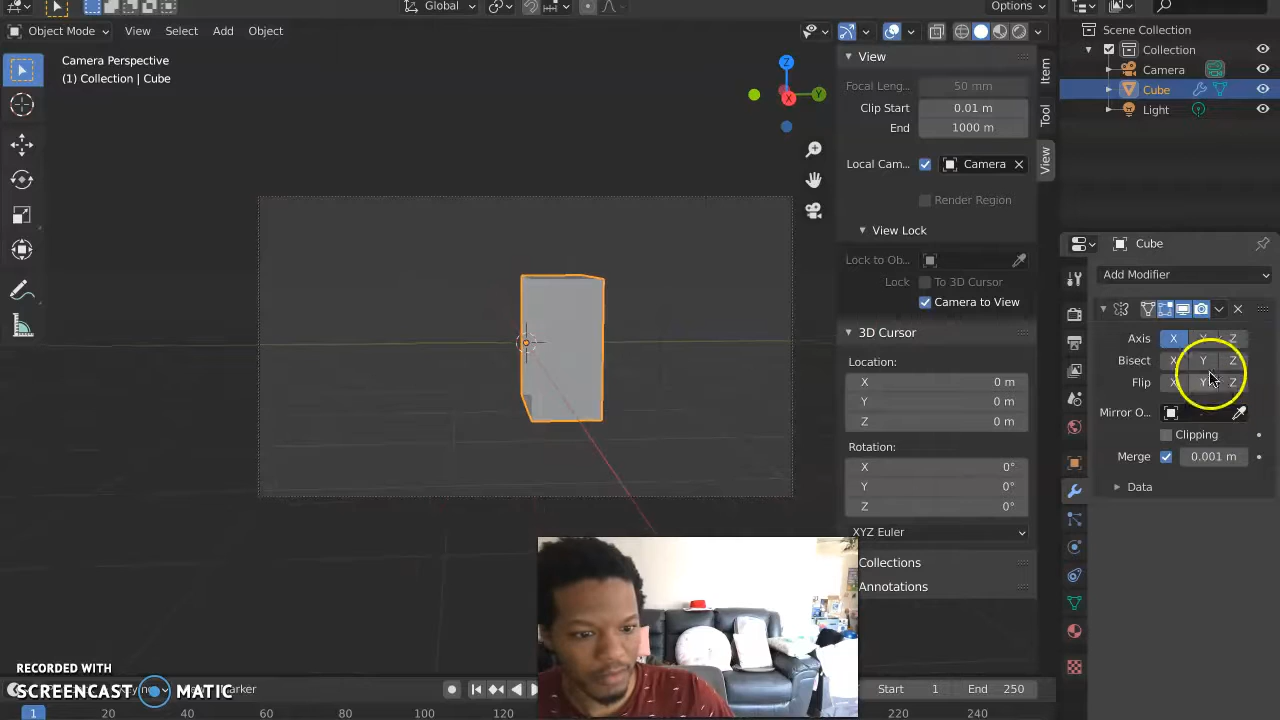 Global
Options
Object Mode
View
Select
Add
Object
Camera Perspective
(1) Collection | Cube
Z
Y
X
View
Focal Leng...
50 mm
Clip Start
0.01 m
End
1000 m
Local Cam...
Camera
Render Region
View Lock
Lock to Ob...
Lock
To 3D Cursor
Camera to View
3D Cursor
Location:
X
0 m
Y
0 m
Z
0 m
Rotation:
X
0°
Y
0°
Z
0°
XYZ Euler
Collections
Annotations
Item
Tool
View
Scene Collection
Collection
Camera
Cube
Light
Cube
Add Modifier
Axis
X
Y
Z
Bisect
X
Y
Z
Flip
X
Y
Z
Mirror O...
Clipping
Merge
0.001 m
Data
RECORDED WITH
SCREENCAST MATIC
Marker
Start
1
End
250
1
20
40
60
80
100
120
220
240